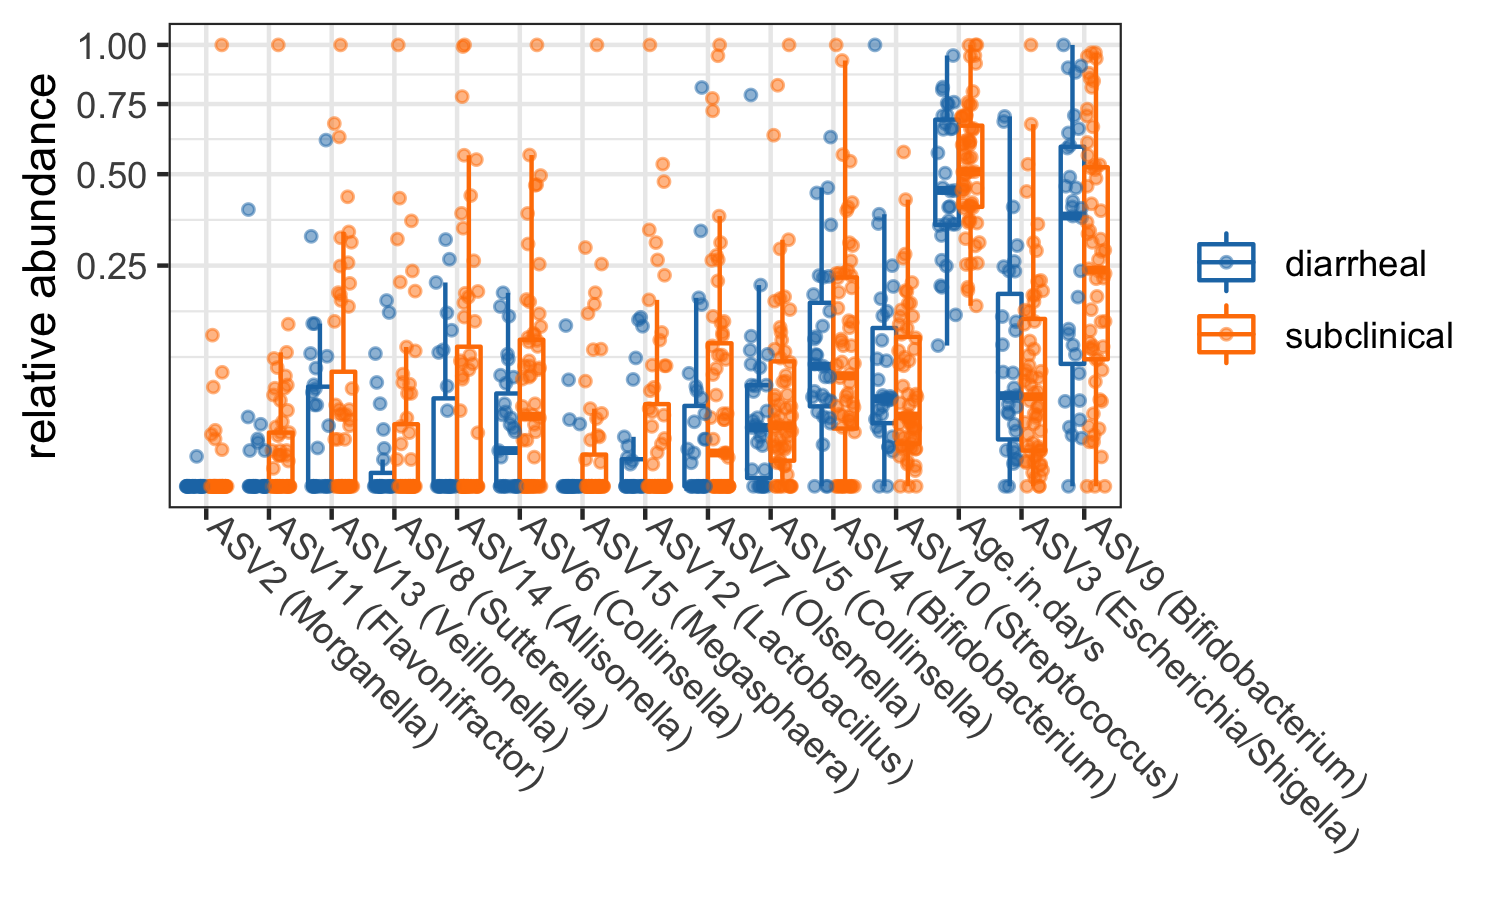 relative abundance
1.00
0.75
0.50
0.25
ASV2 (Morganella)
ASV11 (Flavonifractor)
ASV13 (Veillonella)
ASV8 (Sutterella)
ASV14 (Allisonella)
ASV6 (Collinsella)
ASV15 (Megasphaera)
ASV12 (Lactobacillus)
ASV7 (Olsenella)
ASV5 (Collinsella)
ASV4 (Bifidobacterium)
ASV10 (Streptococcus)
Age.in.days
ASV3 (Escherichia/Shigella)
ASV9 (Bifidobacterium)
diarrheal
subclinical